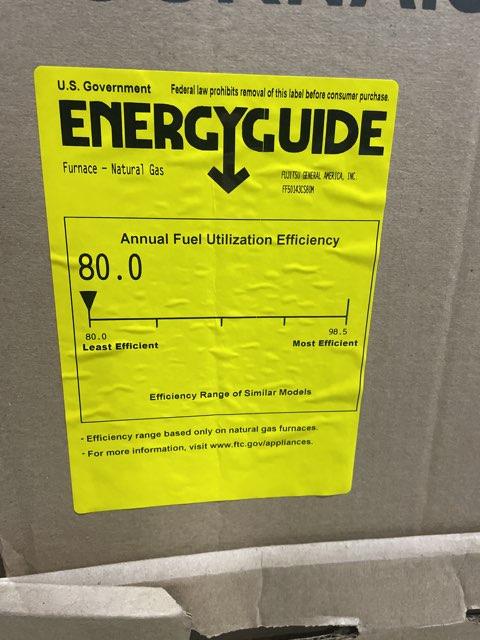 U.S. Government Federal law prohibits removal of this label before consumer purchase.
ENERGYGUIDE
Furnace - Natural Gas
FUJITSU GENERAL AMERICA, INC.
Annual Fuel Utilization Efficiency
80.0
80.0 98.5
Least Efficient Most Efficient
Efficiency Range of Similar Models
- Efficiency range based only on natural gas furnaces.
- For more information, visit www.ftc.gov/appliances.